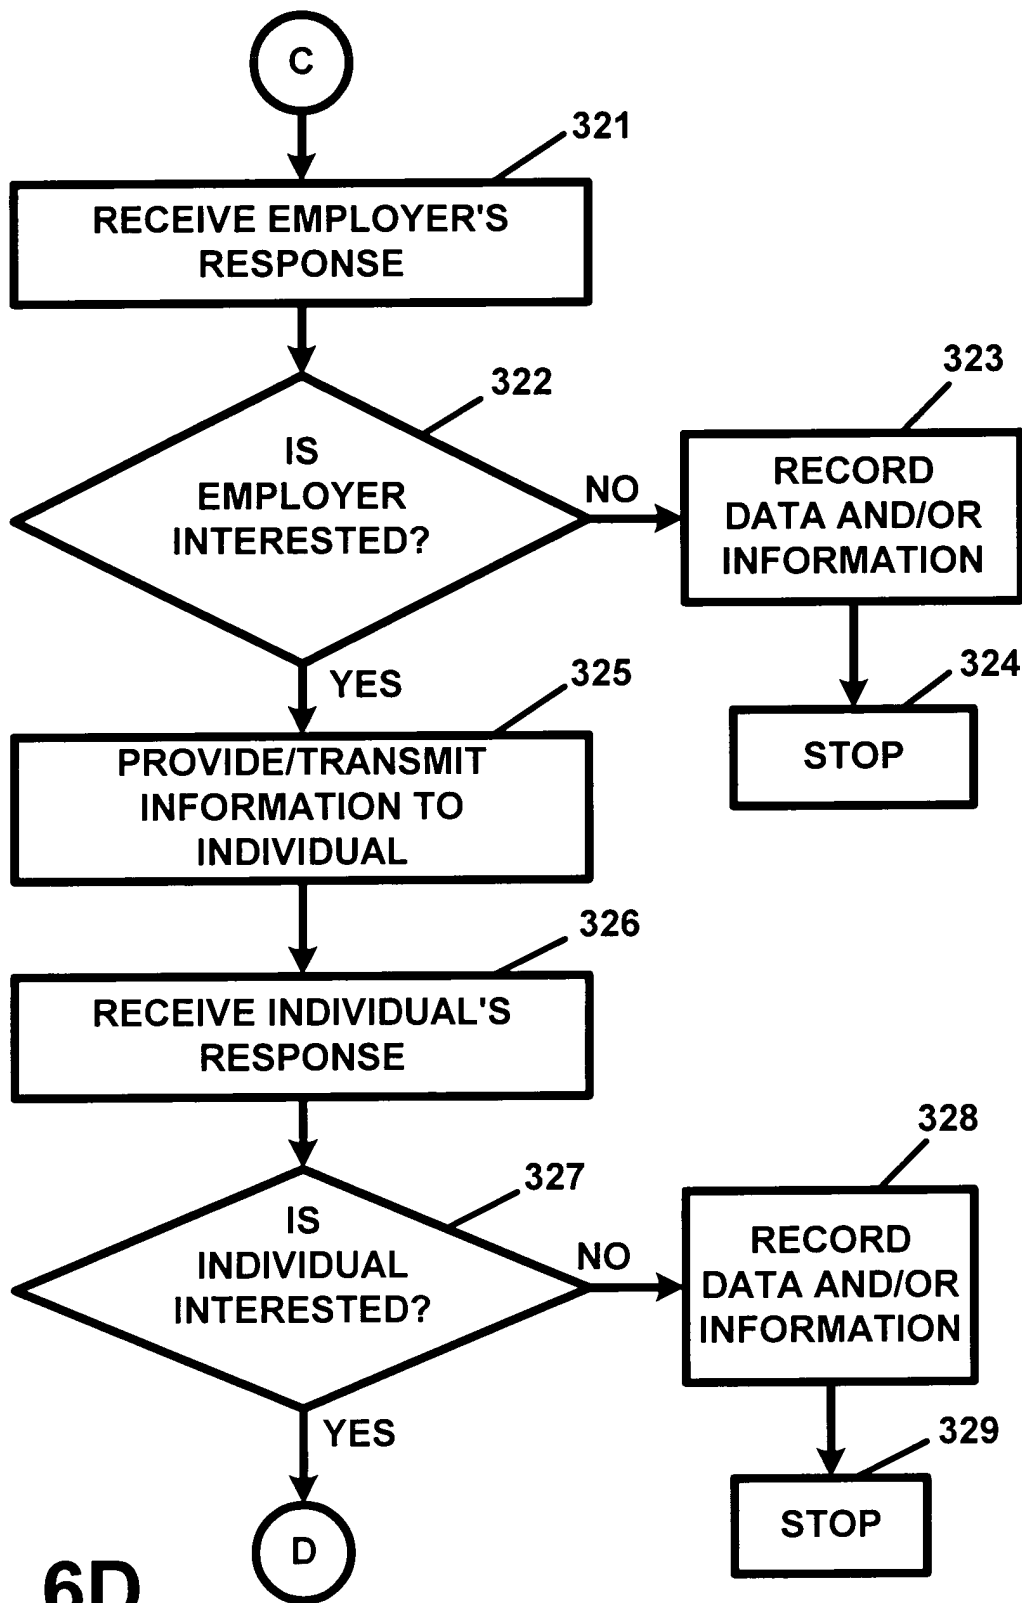 C
321
RECEIVE EMPLOYER'S
RESPONSE
322
IS
EMPLOYER
INTERESTED?
NO
323
RECORD
DATA AND/OR
INFORMATION
324
STOP
YES
325
PROVIDE/TRANSMIT
INFORMATION TO
INDIVIDUAL
326
RECEIVE INDIVIDUAL'S
RESPONSE
327
IS
INDIVIDUAL
INTERESTED?
NO
328
RECORD
DATA AND/OR
INFORMATION
329
STOP
YES
D
6D